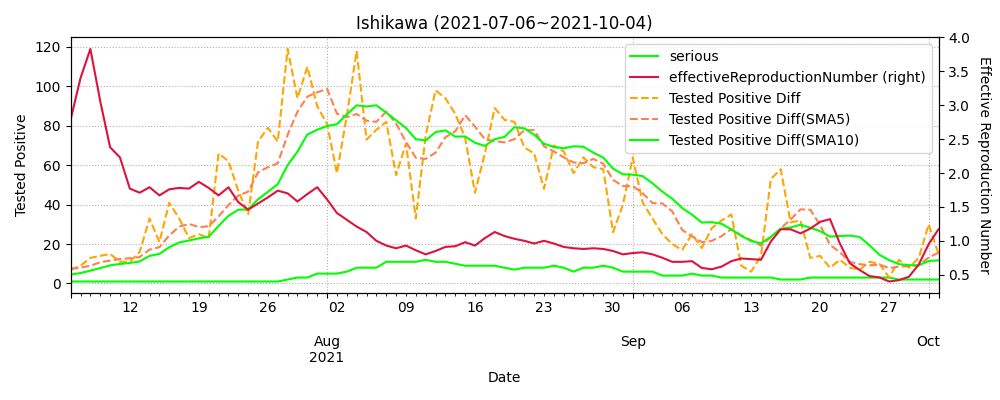 Ishikawa (2021-07-06~2021-10-04)
Tested Positive
120
100
80
60
40
20
0
4.0
3.5
3.0
2.5
2.0
1.5
1.0
0.5
Effective Reproduction Number
serious
effectiveReproductionNumber (right)
Tested Positive Diff
Tested Positive Diff(SMA5)
Tested Positive Diff(SMA10)
12 19 26 02 09 16 23 30 06 13 20 27
Aug Sep Oct
2021
Date